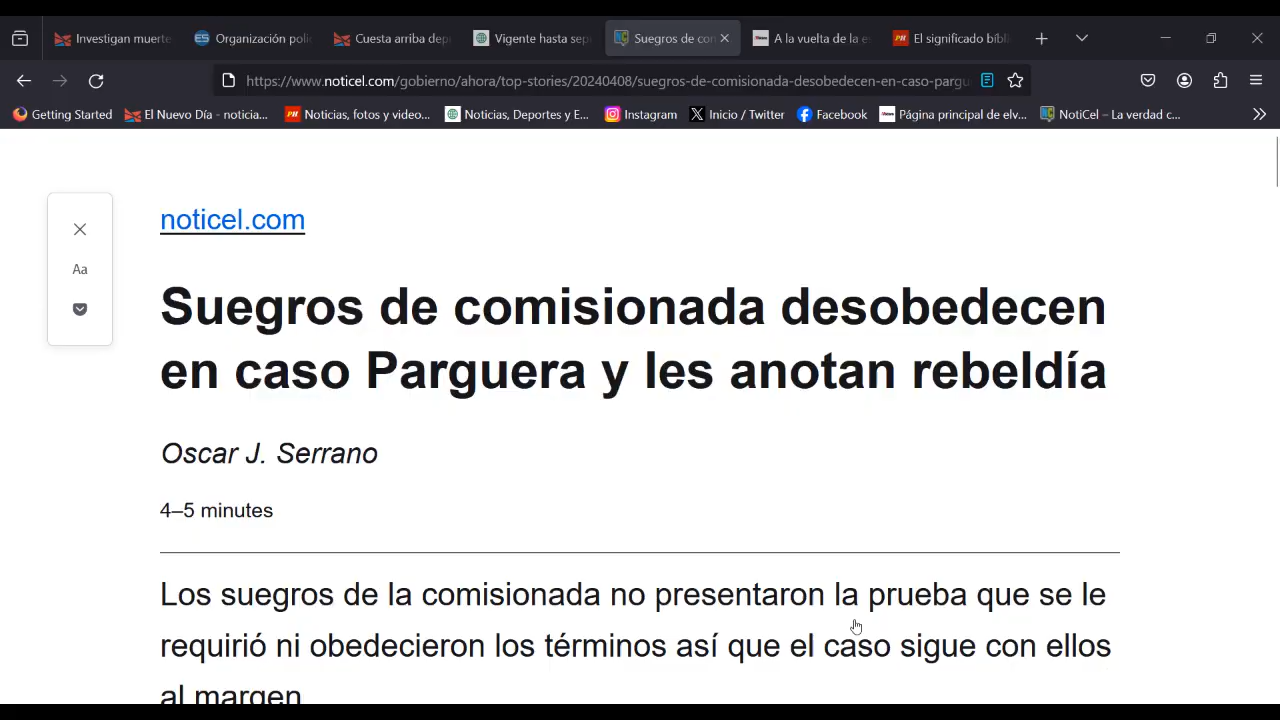 Investigan muerte
Organización poli
Cuesta arriba dep
Vigente hasta sep
Suegros de con
A la vuelta de la es
El significado bíbli
https://www.noticel.com/gobierno/ahora/top-stories/20240408/suegros-de-comisionada-desobedecen-en-caso-pargu
Getting Started
El Nuevo Día - noticia...
Noticias, fotos y video...
Noticias, Deportes y E...
Instagram
Inicio / Twitter
Facebook
Página principal de elv...
NotiCel – La verdad c...
Aa
noticel.com
Suegros de comisionada desobedecen
en caso Parguera y les anotan rebeldía
Oscar J. Serrano
4–5 minutes
Los suegros de la comisionada no presentaron la prueba que se le
requirió ni obedecieron los términos así que el caso sigue con ellos
al margen